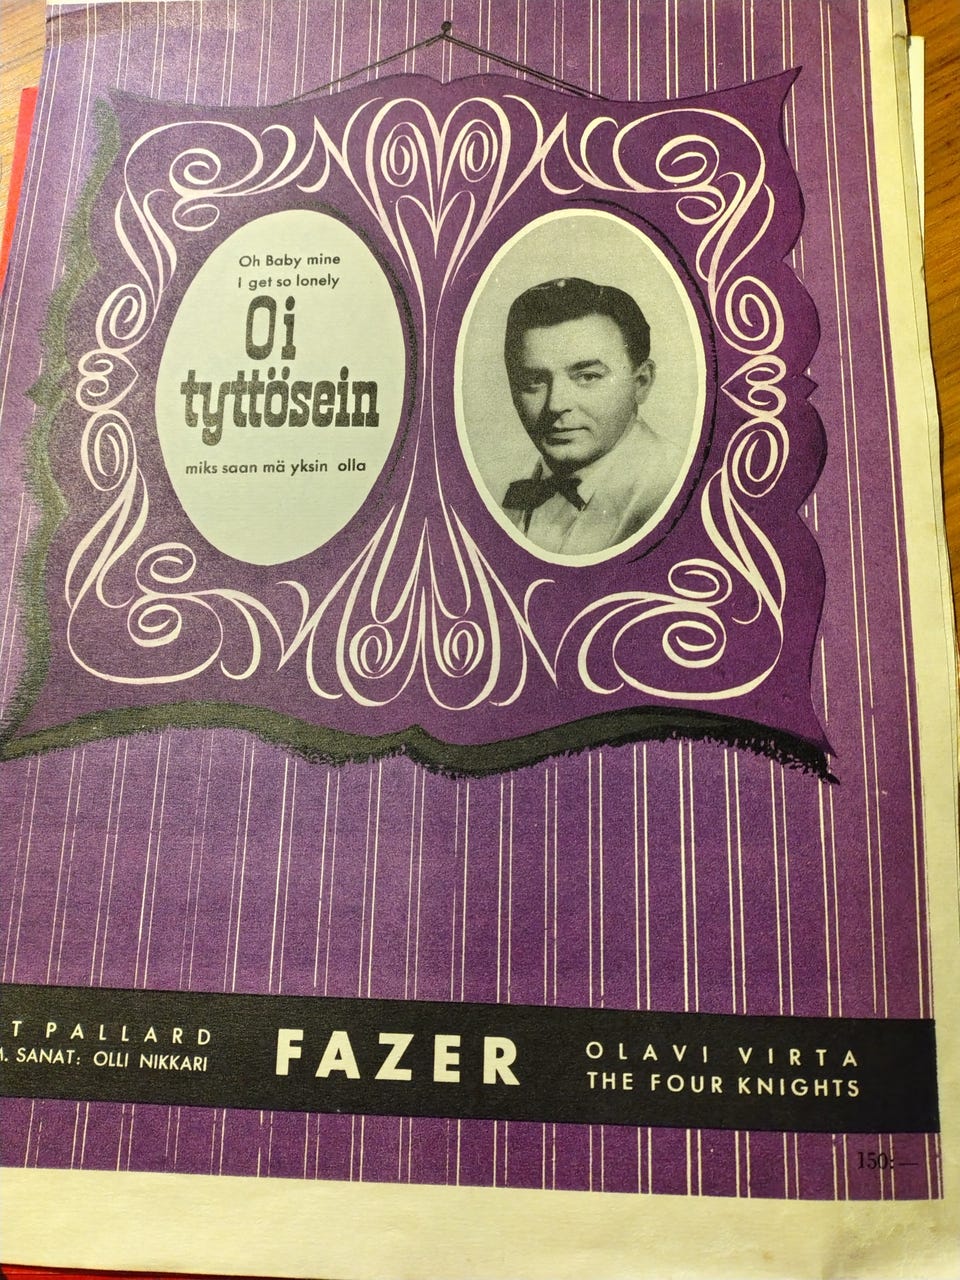 Oh Baby mine
I get so lonely
Oi
tyttösein
miks saan mä yksin olla
T PALLARD
M. SANAT: OLLI NIKKARI
FAZER
OLAVI VIRTA
THE FOUR KNIGHTS
150:—